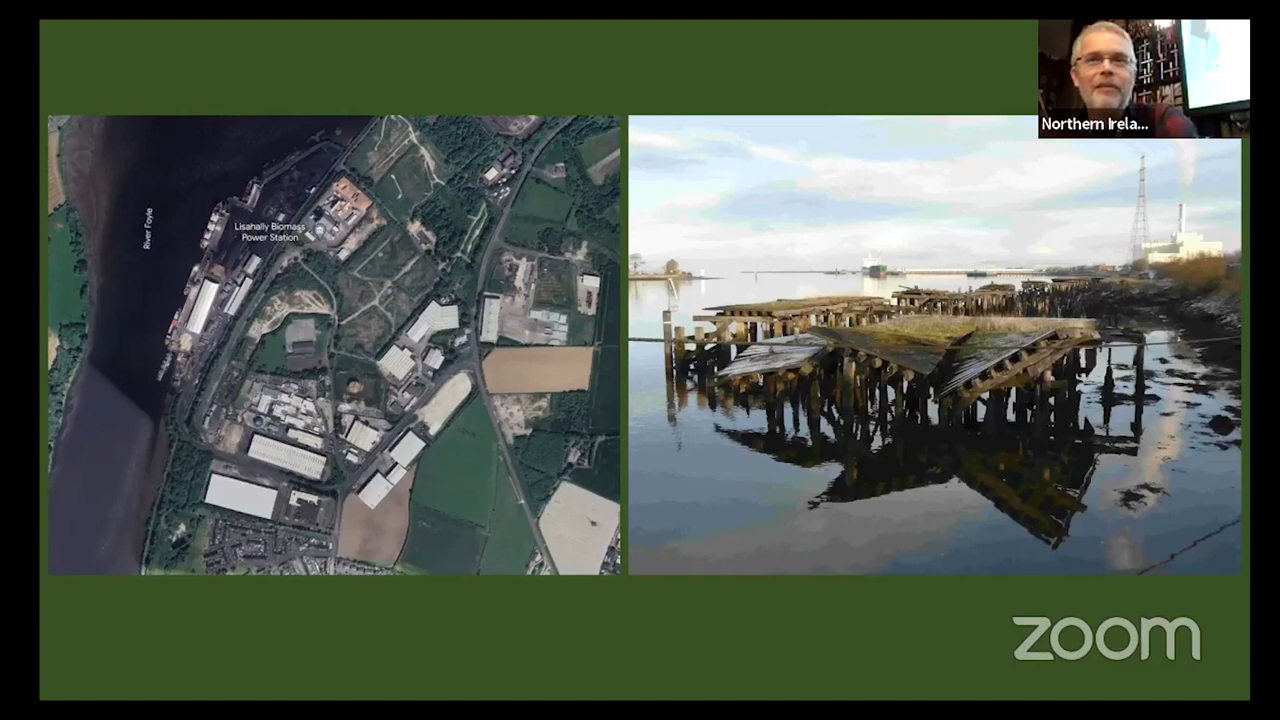 Northern Irela...
River Foyle
Lisahally Biomass
Power Station
zoom